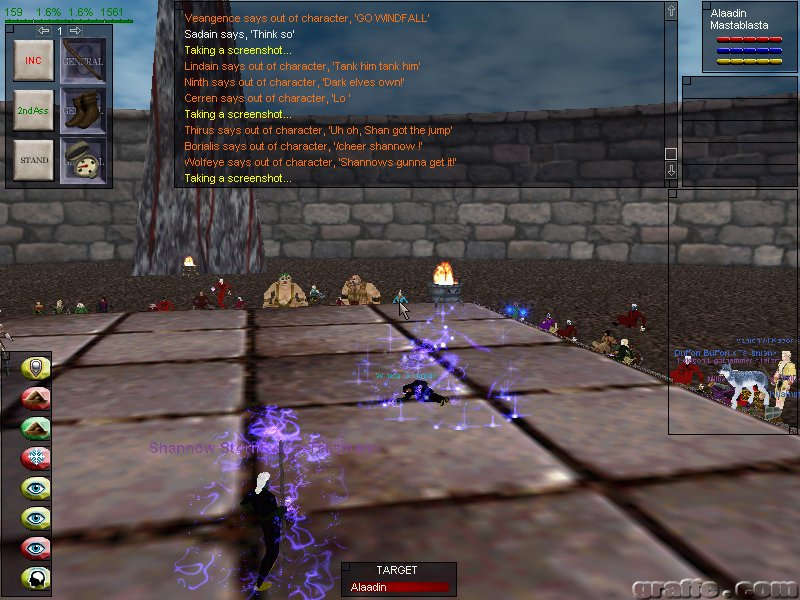 159 1.6% 1.6% 1561
1
INC
GENERAL
2ndAss
STAND
Veangence says out of character, 'GO WINDFALL'
Sadain says, 'Think so'
Taking a screenshot...
Lindain says out of character, 'Tank him tank him'
Ninth says out of character, 'Dark elves own!'
Cerren says out of character, 'Lo '
Taking a screenshot...
Thirus says out of character, 'Uh oh, Shan got the jump'
Borialis says out of character, '/cheer shannow !'
Wolfeye says out of character, 'Shannows gunna get it!'
Taking a screenshot...
Alaadin
Mastablasta
Shannow
TARGET
Alaadin
graffe.com